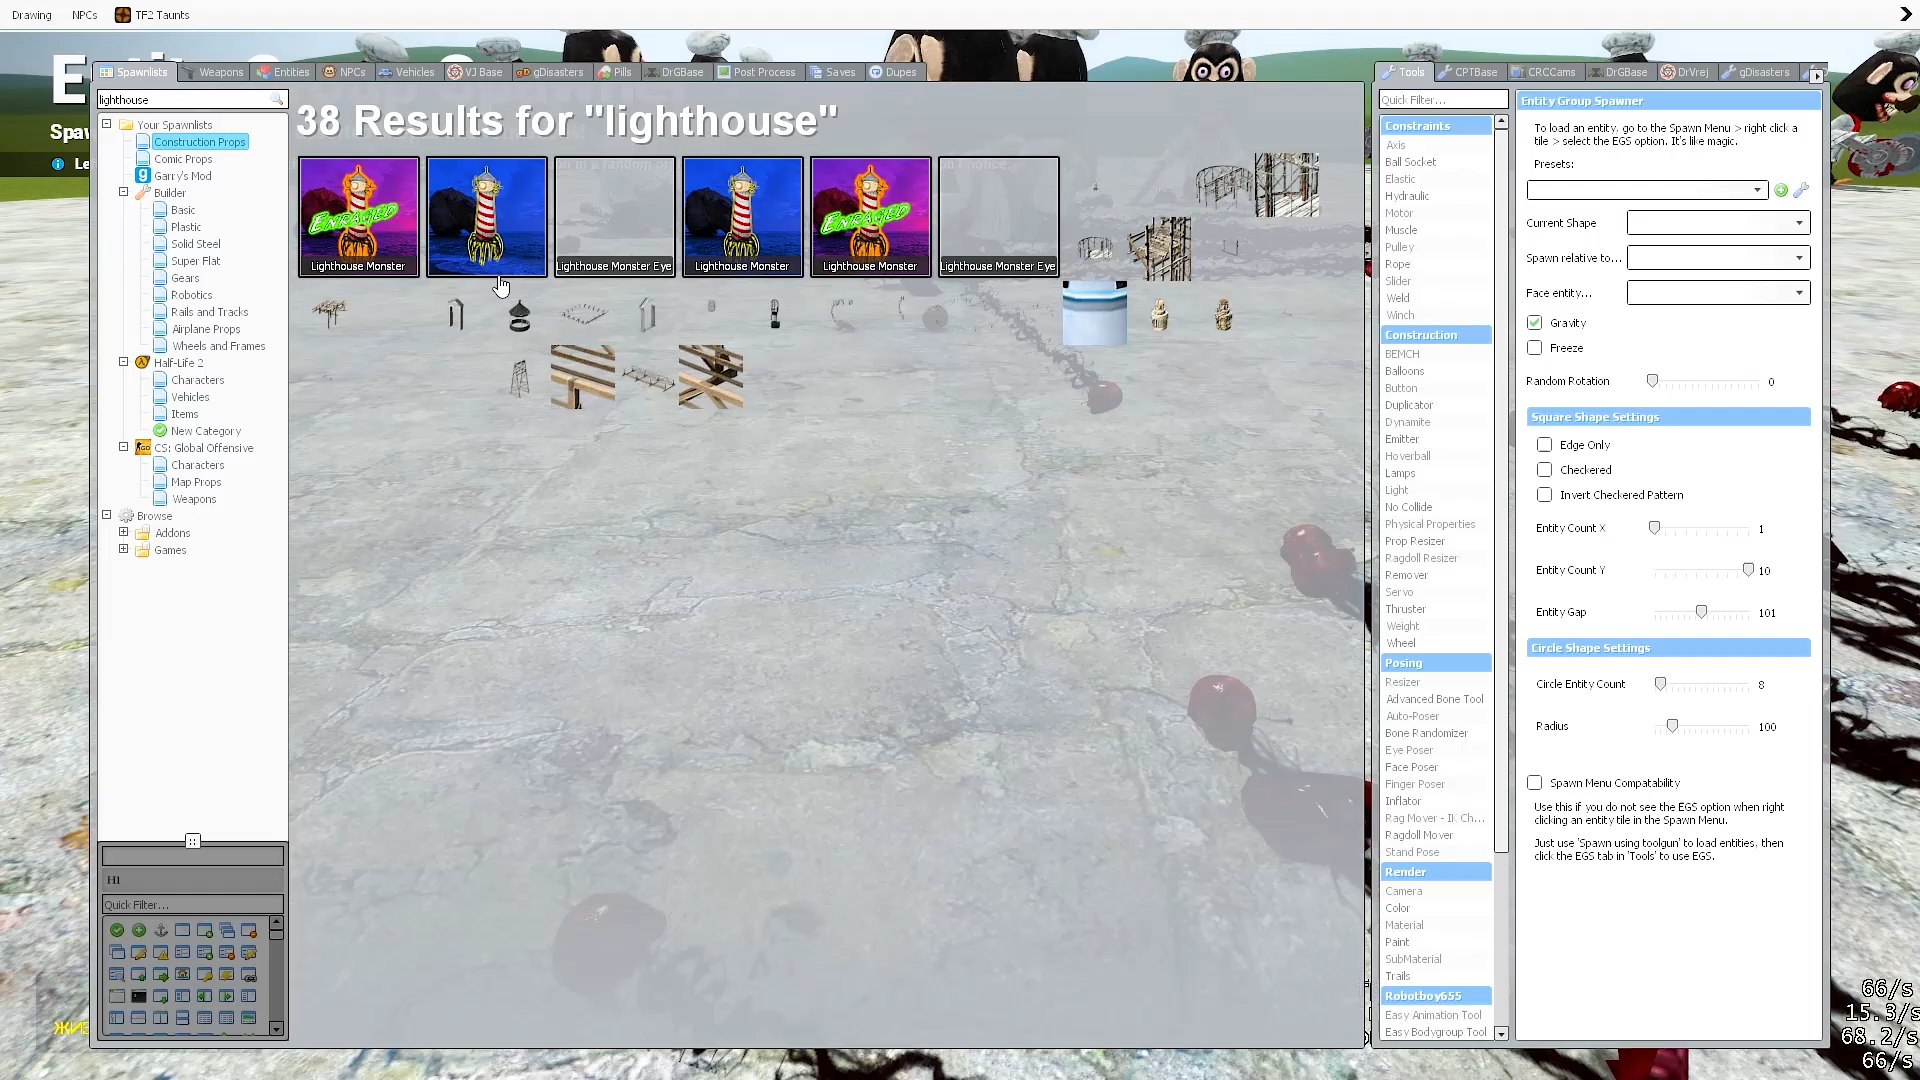 Drawing NPCs TF2 Taunts
Spawnlists Weapons Entities NPCs Vehicles VJ Base gDisasters Pills DrGBase Post Process Saves Dupes
lighthouse
Your Spawnlists
Construction Props
Comic Props
Garry's Mod
Builder
Basic
Plastic
Solid Steel
Super Flat
Gears
Robotics
Rails and Tracks
Airplane Props
Wheels and Frames
Half-Life 2
Characters
Vehicles
Items
New Category
CS: Global Offensive
Characters
Map Props
Weapons
Browse
Addons
Games
H1
Quick Filter...
38 Results for "lighthouse"
ENRAGED
ENRAGED
Lighthouse Monster
Lighthouse Monster Eye
Lighthouse Monster
Lighthouse Monster
Lighthouse Monster Eye
Tools CPTBase CRCCams DrGBase DrVrej gDisasters
Quick Filter...
Constraints
Axis
Ball Socket
Elastic
Hydraulic
Motor
Muscle
Pulley
Rope
Slider
Weld
Winch
Construction
BEMCH
Balloons
Button
Duplicator
Dynamite
Emitter
Hoverball
Lamps
Light
No Collide
Physical Properties
Prop Resizer
Ragdoll Resizer
Remover
Servo
Thruster
Weight
Wheel
Posing
Resizer
Advanced Bone Tool
Auto-Poser
Bone Randomizer
Eye Poser
Face Poser
Finger Poser
Inflator
Rag Mover - IK Ch...
Ragdoll Mover
Stand Pose
Render
Camera
Color
Material
Paint
SubMaterial
Trails
Robotboy655
Easy Animation Tool
Easy Bodygroup Tool
Entity Group Spawner
To load an entity, go to the Spawn Menu > right click a
tile > select the EGS option. It's like magic.
Presets:
Current Shape
Spawn relative to...
Face entity...
Gravity
Freeze
Random Rotation 0
Square Shape Settings
Edge Only
Checkered
Invert Checkered Pattern
Entity Count X 1
Entity Count Y 10
Entity Gap 101
Circle Shape Settings
Circle Entity Count 8
Radius 100
Spawn Menu Compatability
Use this if you do not see the EGS option when right
clicking an entity tile in the Spawn Menu.
Just use 'Spawn using toolgun' to load entities, then
click the EGS tab in 'Tools' to use EGS.
66/s
15.3/s
68.2/s
66/s